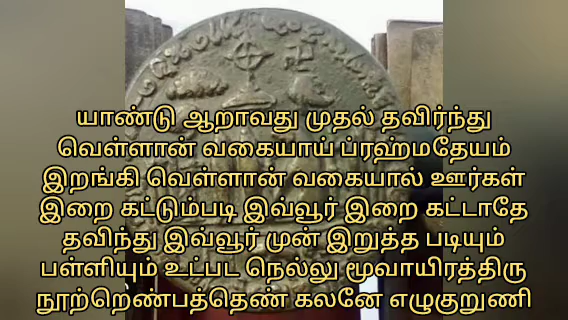 யாண்டு ஆறாவது முதல் தவிர்ந்து
வெள்ளான் வகையாய் ப்ரஹ்மதேயம்
இறங்கி வெள்ளான் வகையால் ஊர்கள்
இறை கட்டும்படி இவ்வூர் இறை கட்டாதே
தவிந்து இவ்வூர் முன் இறுத்த படியும்
பள்ளியும் உட்பட நெல்லு மூவாயிரத்திரு
நூற்றெண்பத்தெண் கலனே எழுகுறுணி